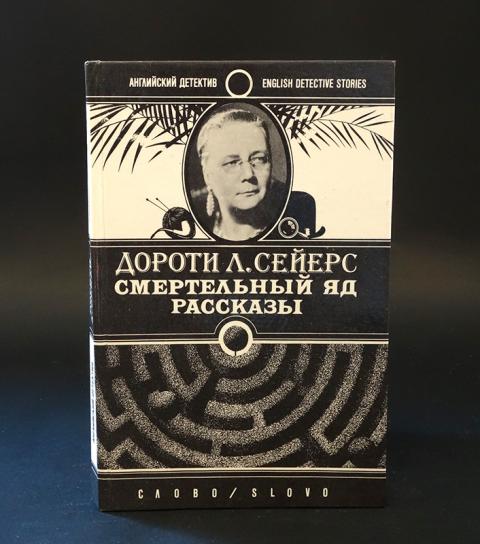 АНГЛИЙСКИЙ ДЕТЕКТИВ ENGLISH DETECTIVE STORIES
ДОРОТИ Л. СЕЙЕРС
СМЕРТЕЛЬНЫЙ ЯД
РАССКАЗЫ
СЛОВО / SLOVO